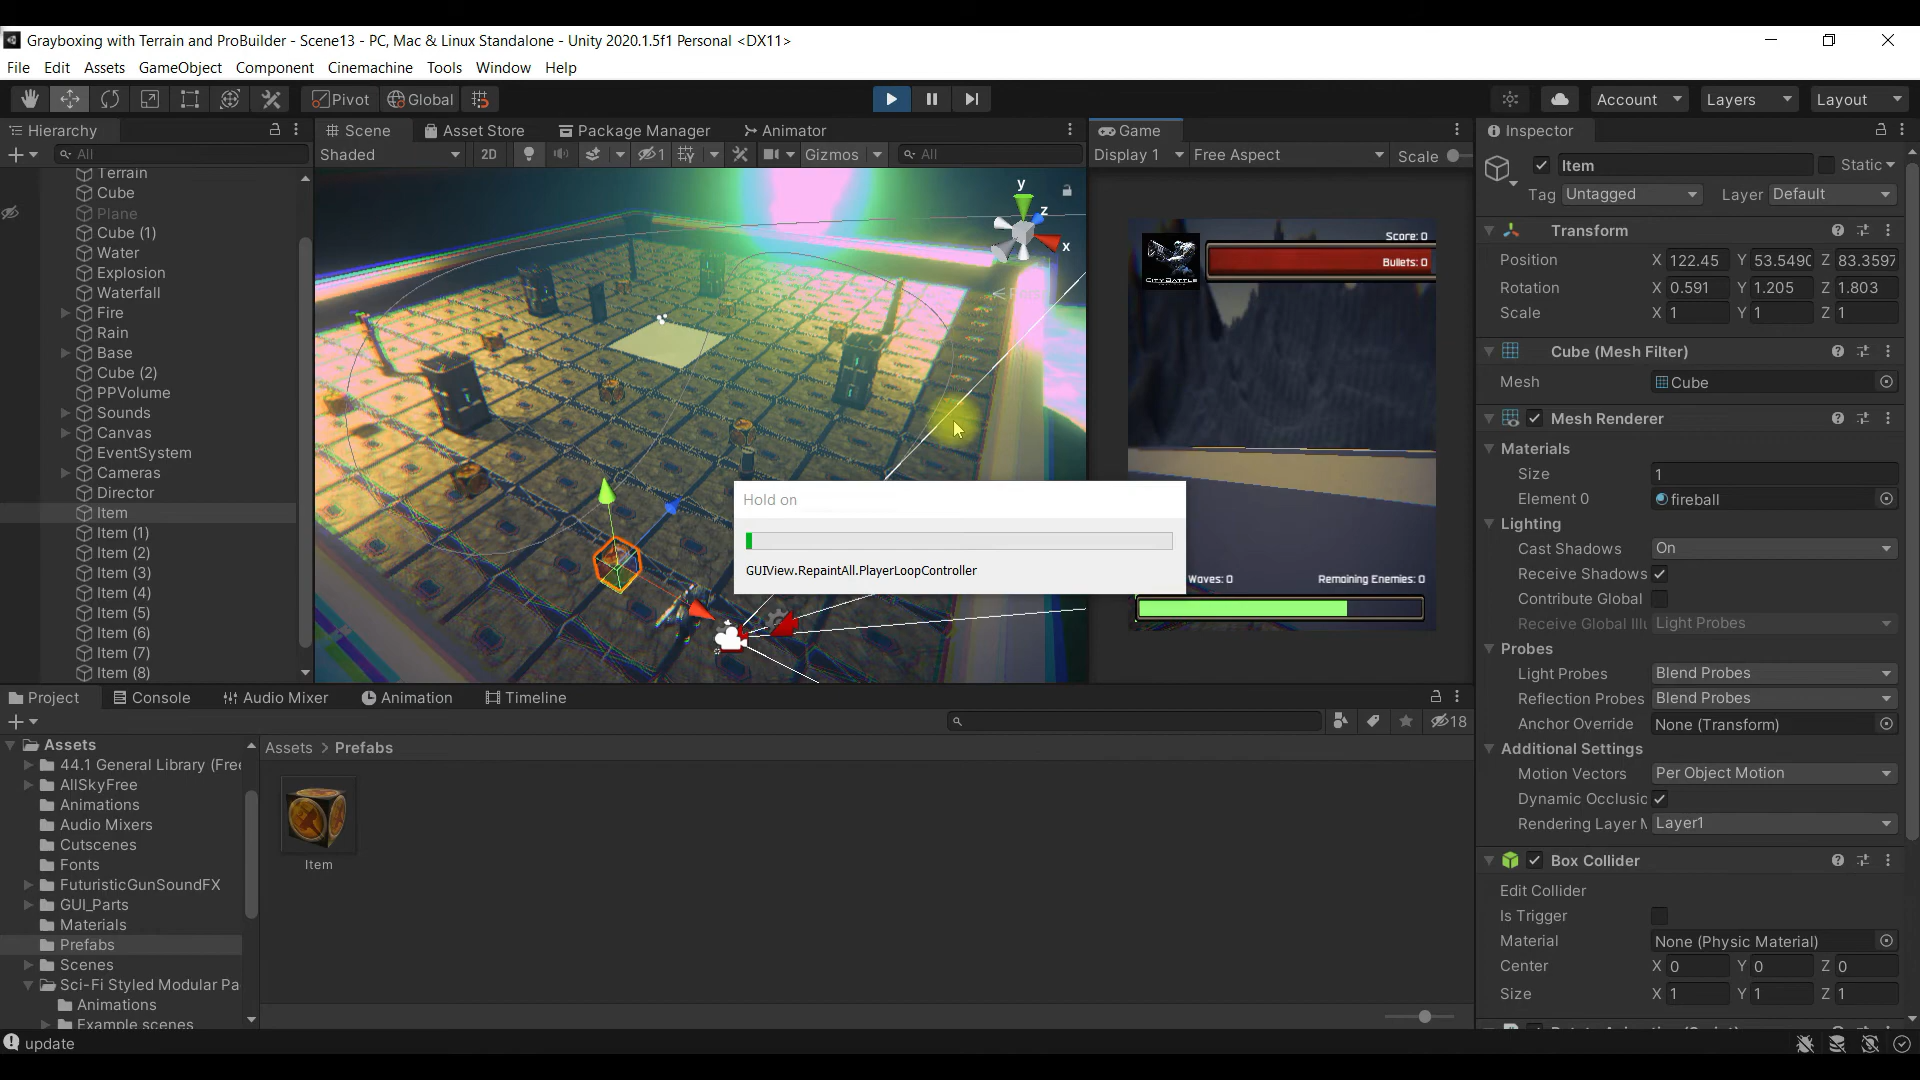 Grayboxing with Terrain and ProBuilder - Scene13 - PC, Mac & Linux Standalone - Unity 2020.1.5f1 Personal <DX11>
File Edit Assets GameObject Component Cinemachine Tools Window Help
Pivot Global Account Layers Layout
Hierarchy
All
Terrain
Cube
Plane
Cube (1)
Water
Explosion
Waterfall
Fire
Rain
Base
Cube (2)
PPVolume
Sounds
Canvas
EventSystem
Cameras
Director
Item
Item (1)
Item (2)
Item (3)
Item (4)
Item (5)
Item (6)
Item (7)
Item (8)
Scene Asset Store Package Manager Animator
Shaded 2D 1 Gizmos All
y
z
x
Hold on
GUIView.RepaintAll.PlayerLoopController
Game
Display 1 Free Aspect Scale
CITYBATTLE
Score: 0
Bullets: 0
Waves: 0 Remaining Enemies: 0
Inspector
Item Static
Tag Untagged Layer Default
Transform
Position X 122.45 Y 53.549 Z 83.3597
Rotation X 0.591 Y 1.205 Z 1.803
Scale X 1 Y 1 Z 1
Cube (Mesh Filter)
Mesh Cube
Mesh Renderer
Materials
Size 1
Element 0 fireball
Lighting
Cast Shadows On
Receive Shadows
Contribute Global
Receive Global Illu Light Probes
Probes
Light Probes Blend Probes
Reflection Probes Blend Probes
Anchor Override None (Transform)
Additional Settings
Motion Vectors Per Object Motion
Dynamic Occlusic
Rendering Layer M Layer1
Box Collider
Edit Collider
Is Trigger
Material None (Physic Material)
Center X 0 Y 0 Z 0
Size X 1 Y 1 Z 1
Project Console Audio Mixer Animation Timeline
18
Assets
44.1 General Library (Free
AllSkyFree
Animations
Audio Mixers
Cutscenes
Fonts
FuturisticGunSoundFX
GUI_Parts
Materials
Prefabs
Scenes
Sci-Fi Styled Modular Pa
Animations
Example scenes
Assets > Prefabs
Item
update